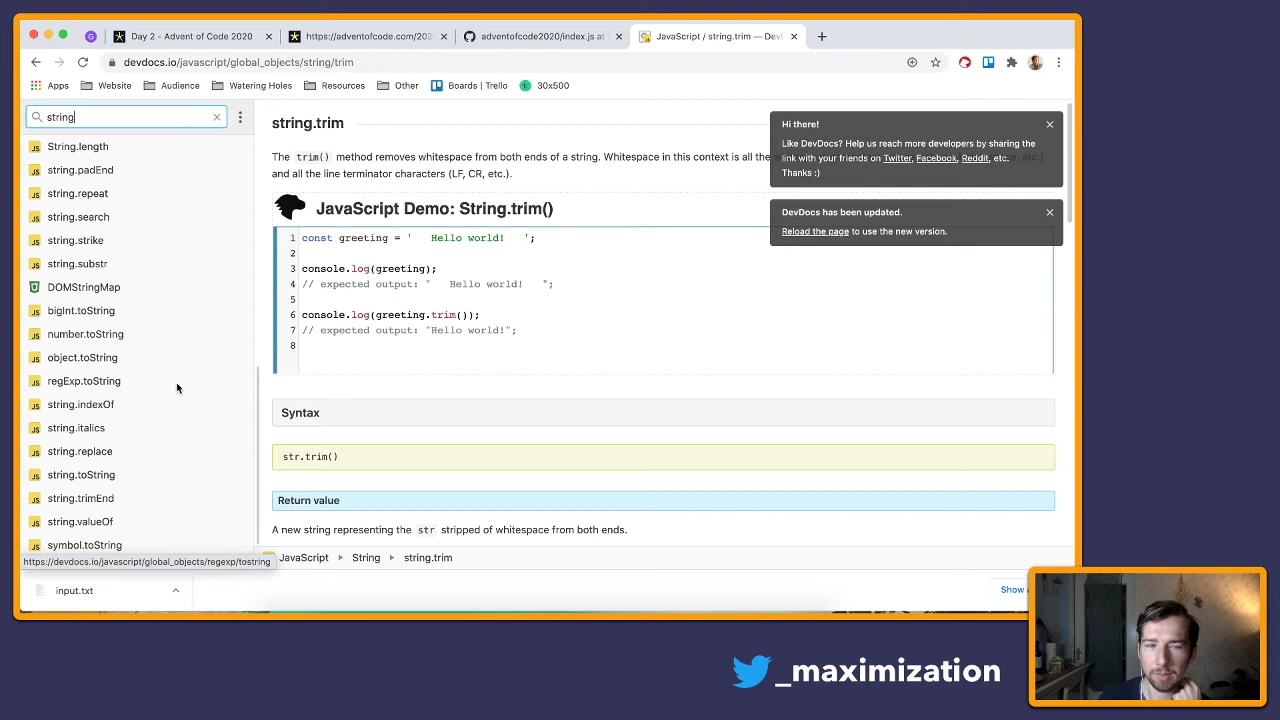 Day 2 - Advent of Code 2020
https://adventofcode.com/202
adventofcode2020/index.js at
JavaScript / string.trim — DevD
devdocs.io/javascript/global_objects/string/trim
Apps
Website
Audience
Watering Holes
Resources
Other
Boards | Trello
30x500
string
String.length
string.padEnd
string.repeat
string.search
string.strike
string.substr
DOMStringMap
bigInt.toString
number.toString
object.toString
regExp.toString
string.indexOf
string.italics
string.replace
string.toString
string.trimEnd
string.valueOf
symbol.toString
https://devdocs.io/javascript/global_objects/regexp/tostring
string.trim
The trim() method removes whitespace from both ends of a string. Whitespace in this context is all the
and all the line terminator characters (LF, CR, etc.).
JavaScript Demo: String.trim()
1 const greeting = '   Hello world!   ';
2
3 console.log(greeting);
4 // expected output: "   Hello world!   ";
5
6 console.log(greeting.trim());
7 // expected output: "Hello world!";
8
Syntax
str.trim()
Return value
A new string representing the str stripped of whitespace from both ends.
JavaScript
String
string.trim
Hi there!
Like DevDocs? Help us reach more developers by sharing the
link with your friends on Twitter, Facebook, Reddit, etc.
Thanks :)
DevDocs has been updated.
Reload the page to use the new version.
input.txt
Show
_maximization